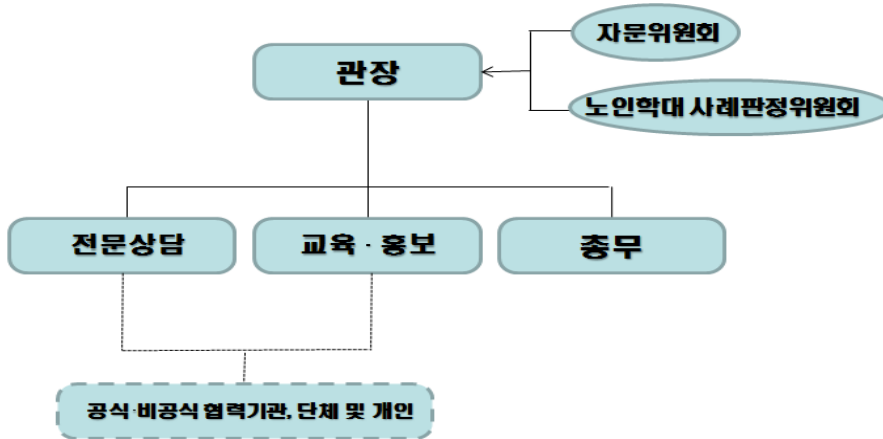 자문위원회
관장
노인학대 사례판정위원회
전문상담
교육 · 홍보
총무
공식·비공식 협력기관, 단체 및 개인